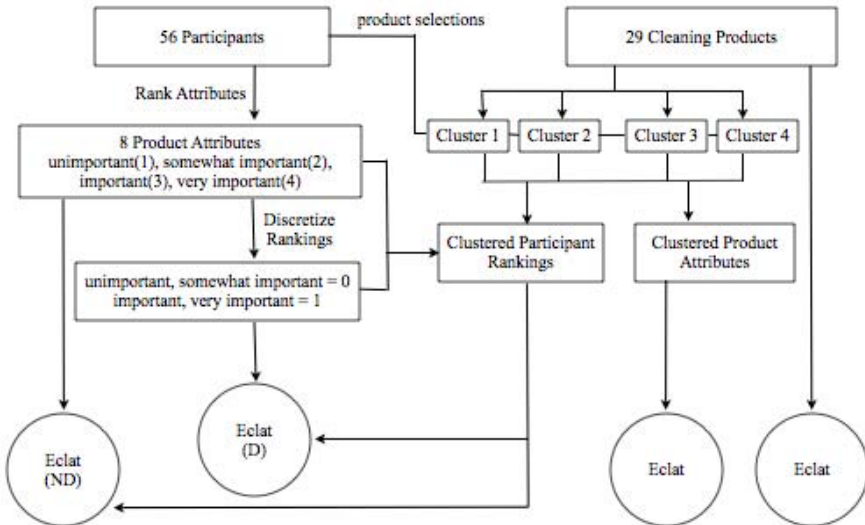 product selections
56 Participants
29 Cleaning Products
Rank Attributes
Cluster 1
Cluster 2
Cluster 3
Cluster 4
8 Product Attributes
unimportant(1), somewhat important(2),
important(3), very important(4)
Discretize
Rankings
Clustered Participant
Rankings
Clustered Product
Attributes
unimportant, somewhat important = 0
important, very important = 1
Eclat
(ND)
Eclat
(D)
Eclat
Eclat